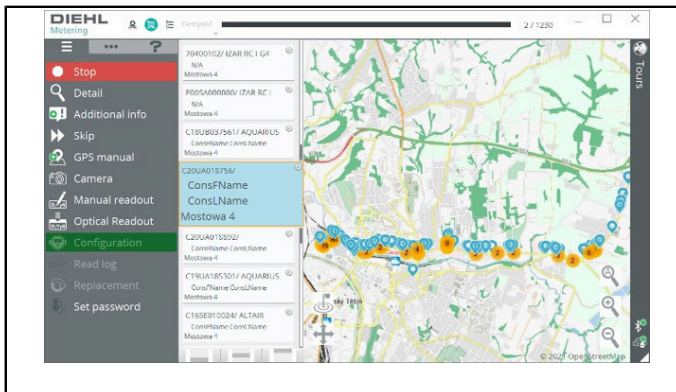 DIEHL
Metering
2 / 1230
Stop
Detail
Additional info
Skip
GPS manual
Camera
Manual readout
Optical Readout
Configuration
Read log
Replacement
Set password
70400102/ IZAR RC I G4
N/A
Mostowa 4
P005A000000/ IZAR RC I
N/A
Mostowa 4
C18UB037561/ AQUARIUS
ConsFName ConsLName
Mostowa 4
C20UA018756/
ConsFName
ConsLName
Mostowa 4
C20UA018892/
ConsFName ConsLName
Mostowa 4
C19UA185301/ AQUARIUS
ConsFName ConsLName
Mostowa 4
C16SE010024/ ALTAIR
ConsFName ConsLName
Mostowa 4
Tours
sky Těšín
© 2021 OpenStreetMap